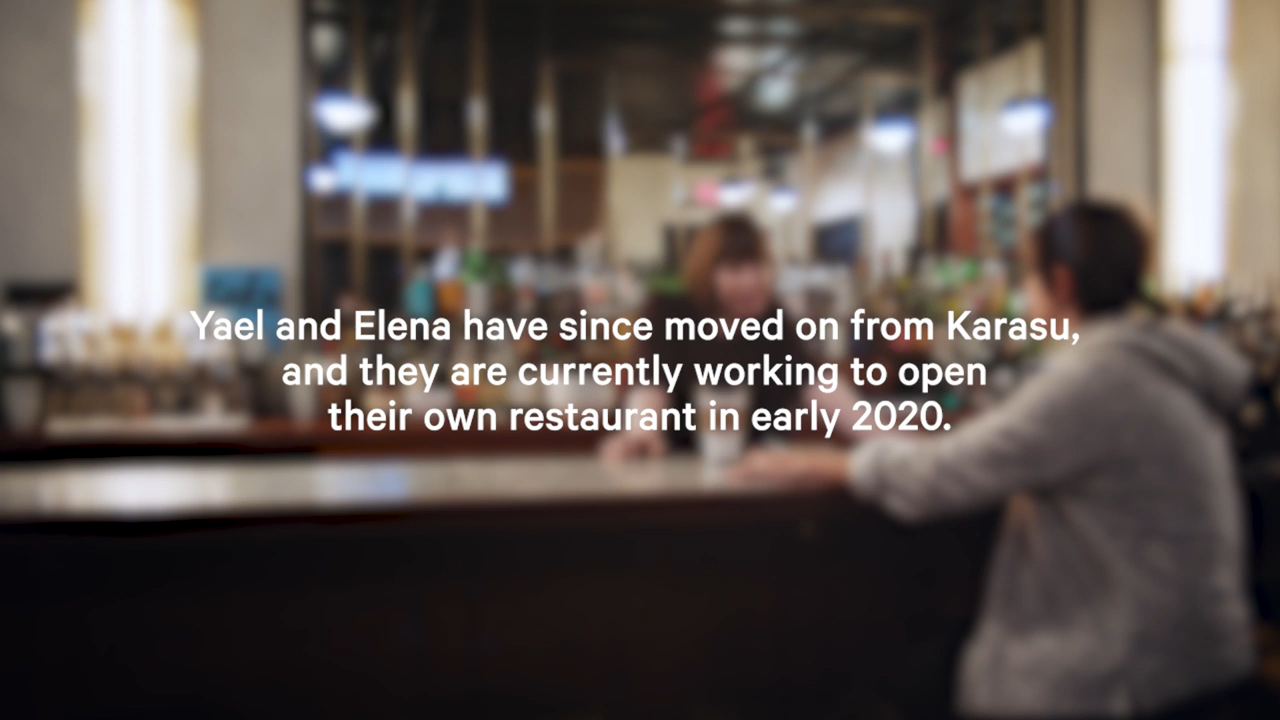 Yael and Elena have since moved on from Karasu,
and they are currently working to open
their own restaurant in early 2020.